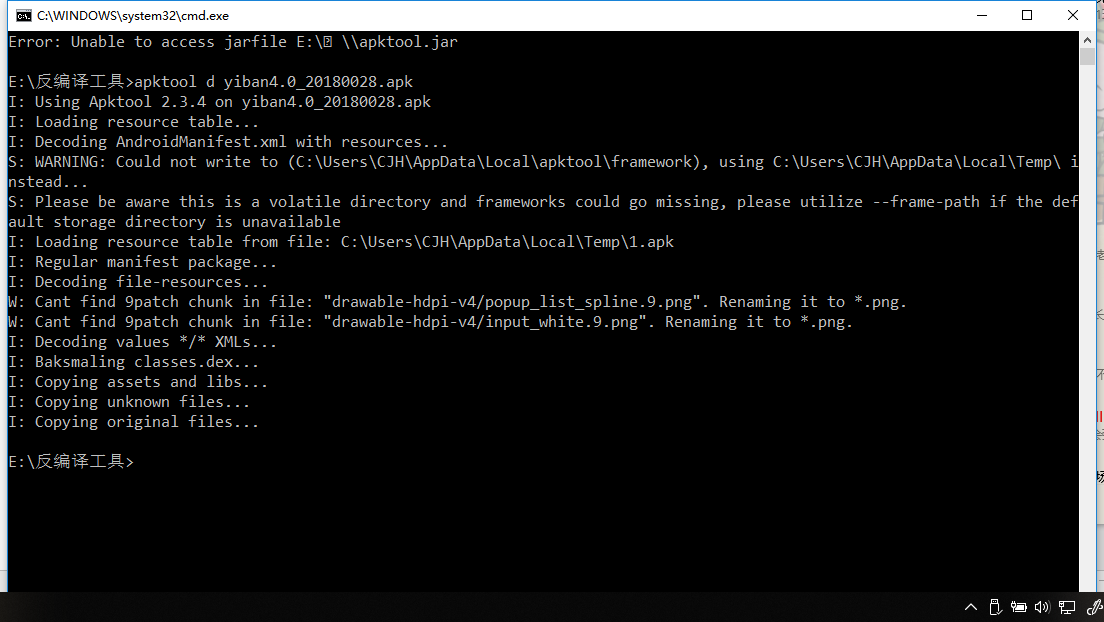 C:\WINDOWS\system32\cmd.exe
Error: Unable to access jarfile E:\ \\apktool.jar
E:\反编译工具>apktool d yiban4.0_20180028.apk
I: Using Apktool 2.3.4 on yiban4.0_20180028.apk
I: Loading resource table...
I: Decoding AndroidManifest.xml with resources...
S: WARNING: Could not write to (C:\Users\CJH\AppData\Local\apktool\framework), using C:\Users\CJH\AppData\Local\Temp\ i
nstead...
S: Please be aware this is a volatile directory and frameworks could go missing, please utilize --frame-path if the def
ault storage directory is unavailable
I: Loading resource table from file: C:\Users\CJH\AppData\Local\Temp\1.apk
I: Regular manifest package...
I: Decoding file-resources...
W: Cant find 9patch chunk in file: "drawable-hdpi-v4/popup_list_spline.9.png". Renaming it to *.png.
W: Cant find 9patch chunk in file: "drawable-hdpi-v4/input_white.9.png". Renaming it to *.png.
I: Decoding values */* XMLs...
I: Baksmaling classes.dex...
I: Copying assets and libs...
I: Copying unknown files...
I: Copying original files...
E:\反编译工具>